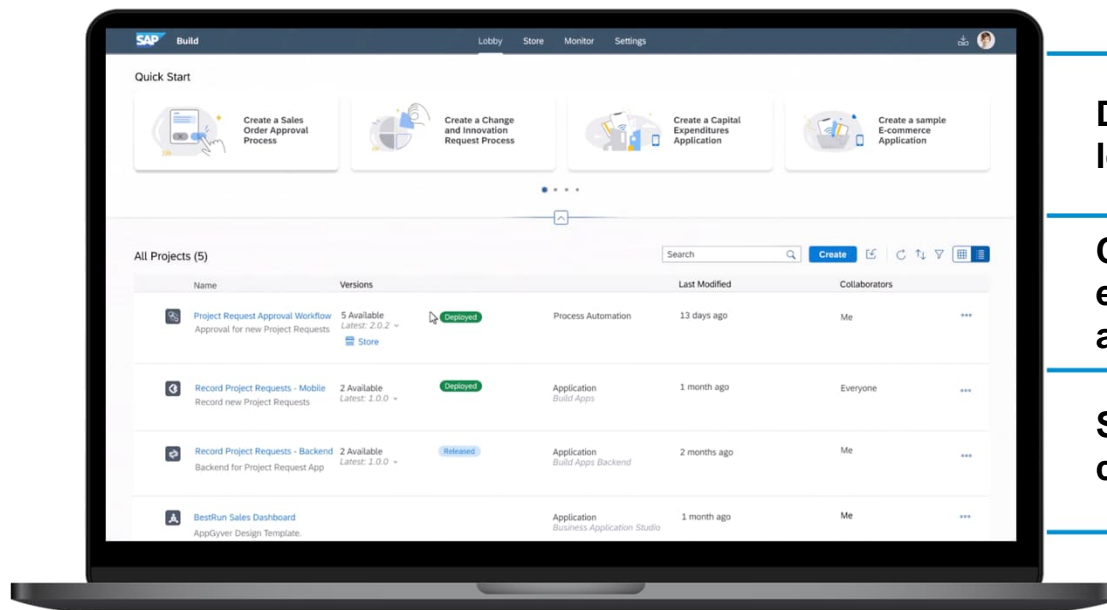 SAP Build
Lobby Store Monitor Settings
Quick Start
Create a Sales
Order Approval
Process
Create a Change
and Innovation
Request Process
Create a Capital
Expenditures
Application
Create a sample
E-commerce
Application
All Projects (5)
Search
Create
Name Versions Last Modified Collaborators
Project Request Approval Workflow 5 Available Deployed Process Automation 13 days ago Me
Approval for new Project Requests Latest: 2.0.2
Store
Record Project Requests - Mobile 2 Available Deployed Application 1 month ago Everyone
Record new Project Requests Latest: 1.0.0 Build Apps
Record Project Requests - Backend 2 Available Released Application 2 months ago Me
Backend for Project Request App Latest: 1.0.0 Build Apps Backend
BestRun Sales Dashboard Application 1 month ago Me
AppGyver Design Template. Business Application Studio